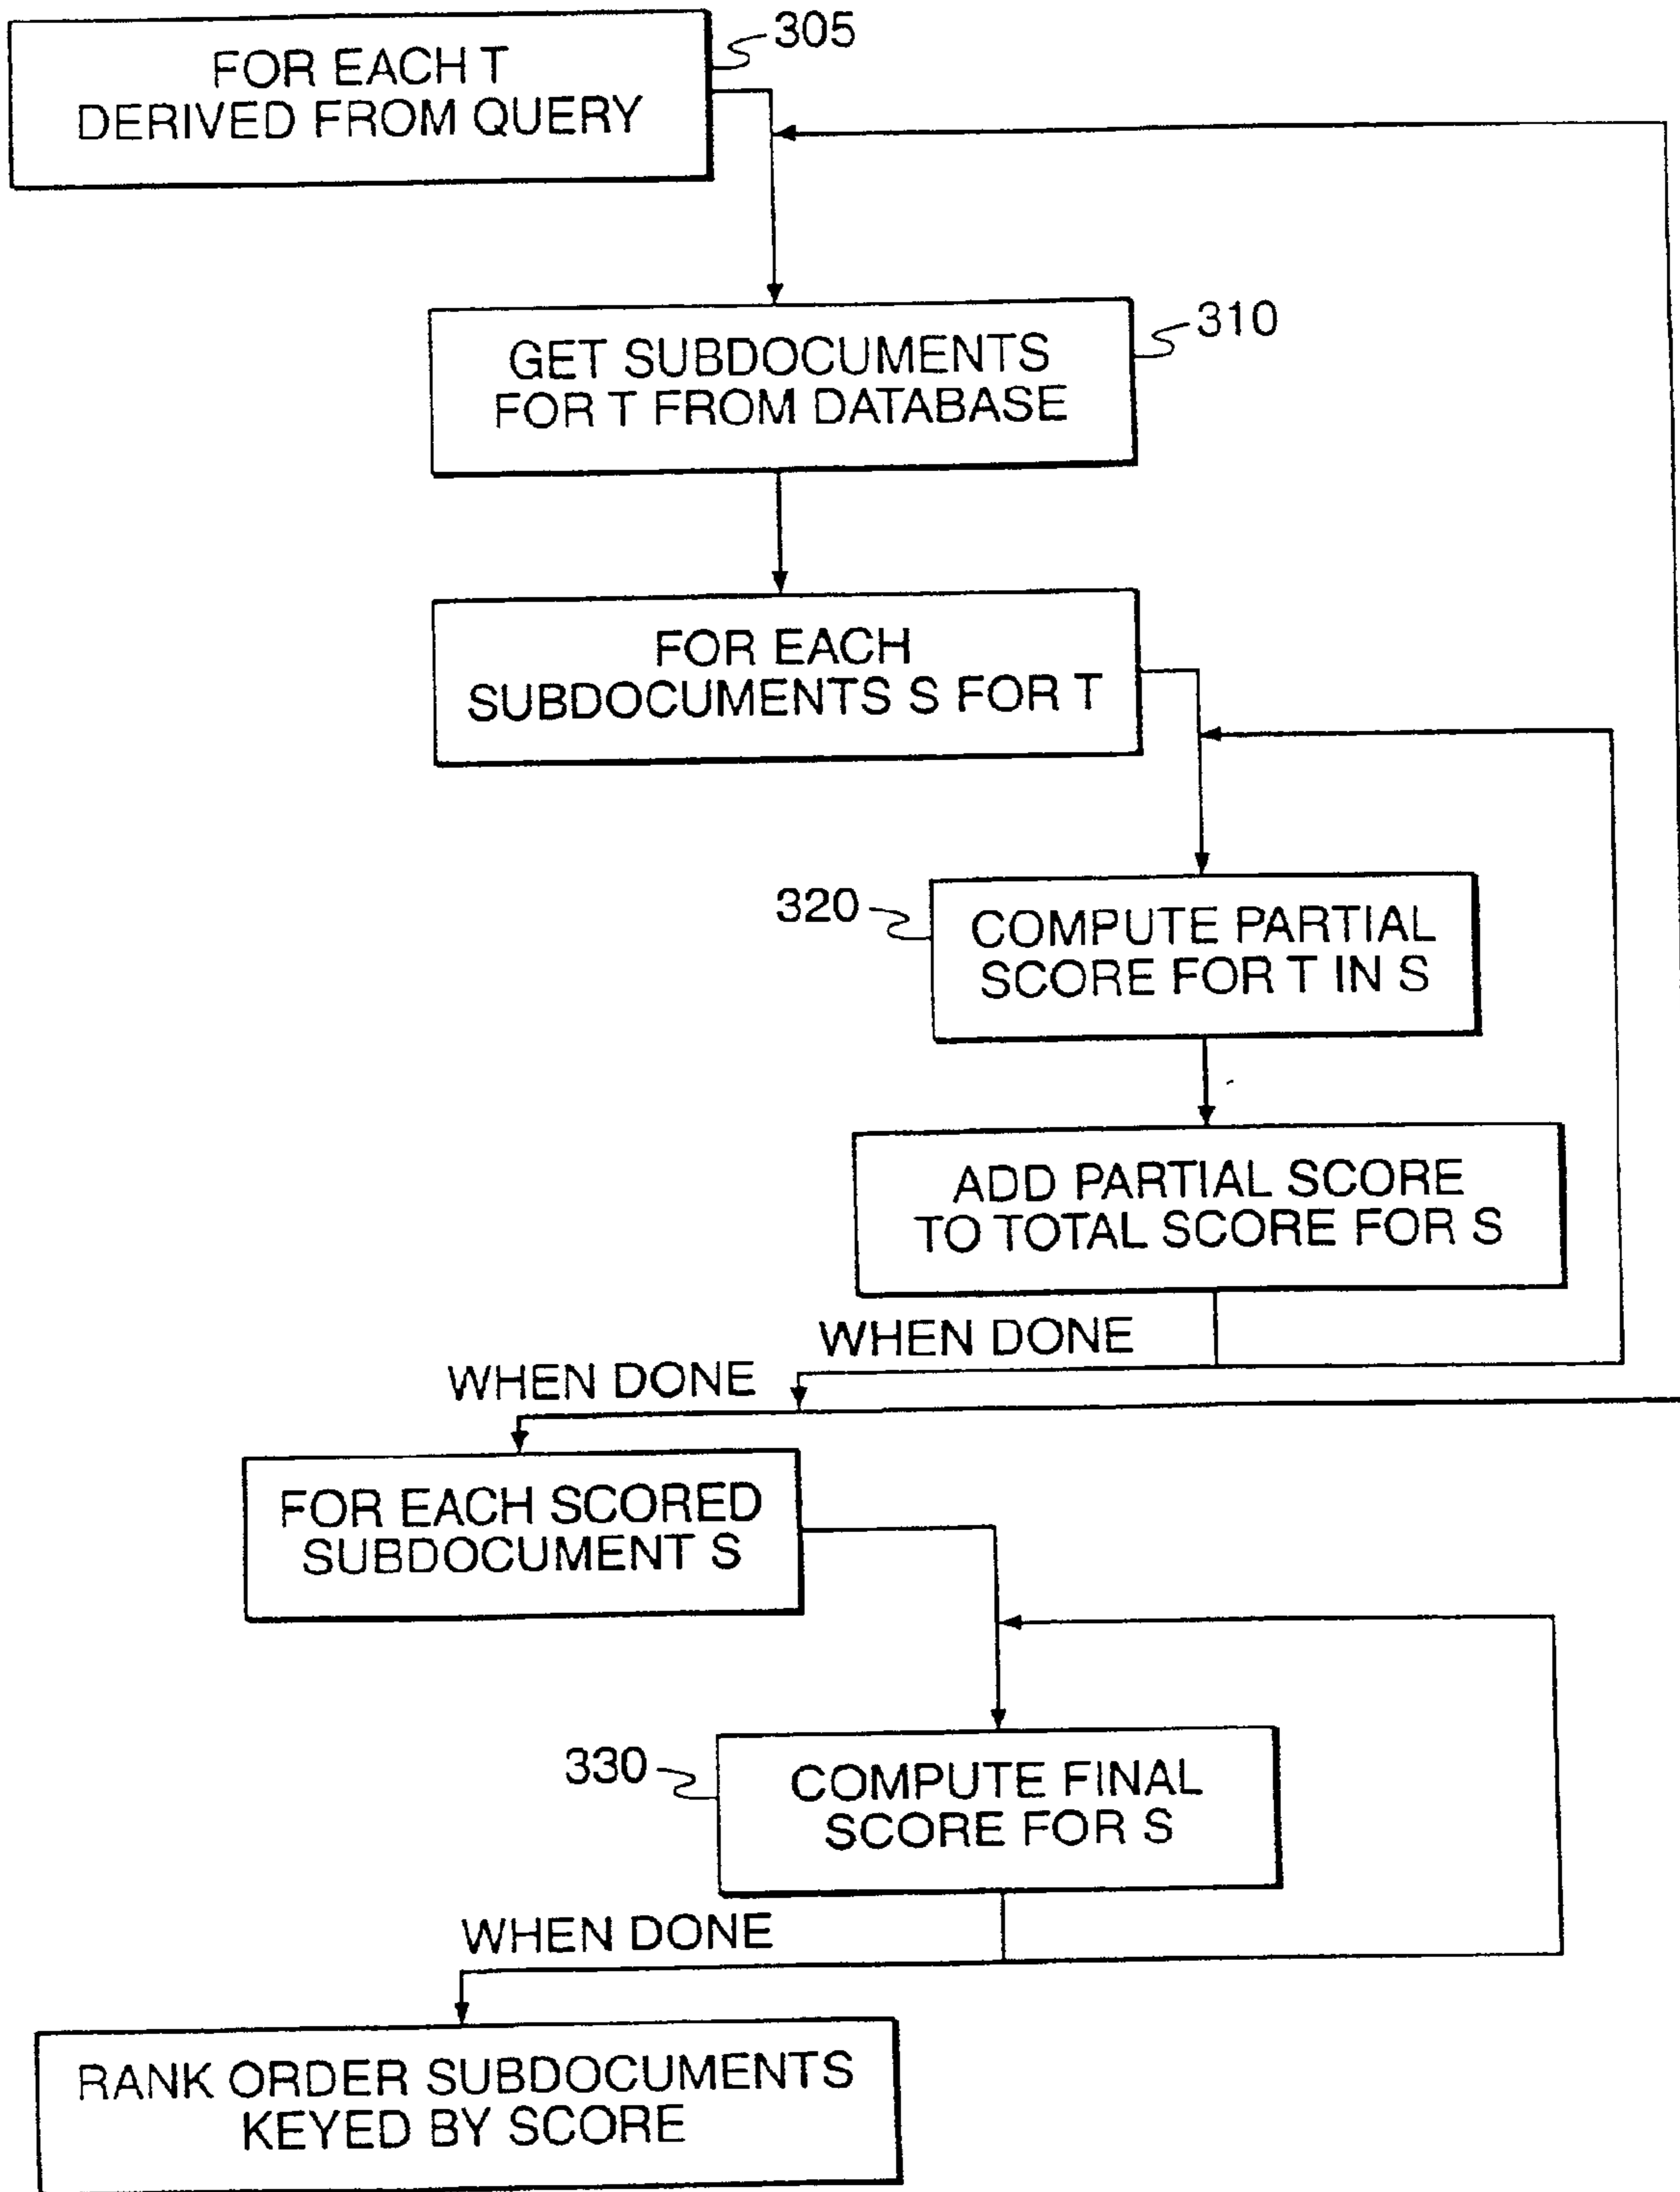 FOR EACH T
DERIVED FROM QUERY
305
GET SUBDOCUMENTS
FOR T FROM DATABASE
310
FOR EACH
SUBDOCUMENTS S FOR T
320
COMPUTE PARTIAL
SCORE FOR T IN S
ADD PARTIAL SCORE
TO TOTAL SCORE FOR S
WHEN DONE
WHEN DONE
FOR EACH SCORED
SUBDOCUMENT S
330
COMPUTE FINAL
SCORE FOR S
WHEN DONE
RANK ORDER SUBDOCUMENTS
KEYED BY SCORE